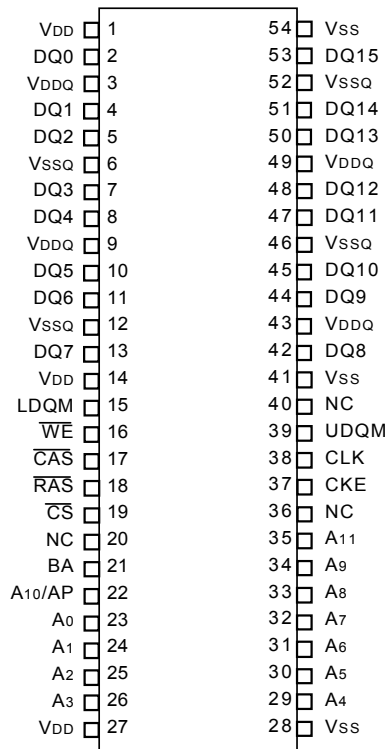 VDD 1 54 VSS
DQ0 2 53 DQ15
VDDQ 3 52 VSSQ
DQ1 4 51 DQ14
DQ2 5 50 DQ13
VSSQ 6 49 VDDQ
DQ3 7 48 DQ12
DQ4 8 47 DQ11
VDDQ 9 46 VSSQ
DQ5 10 45 DQ10
DQ6 11 44 DQ9
VSSQ 12 43 VDDQ
DQ7 13 42 DQ8
VDD 14 41 VSS
LDQM 15 40 NC
W̅E̅ 16 39 UDQM
C̅A̅S̅ 17 38 CLK
R̅A̅S̅ 18 37 CKE
C̅S̅ 19 36 NC
NC 20 35 A11
BA 21 34 A9
A10/AP 22 33 A8
A0 23 32 A7
A1 24 31 A6
A2 25 30 A5
A3 26 29 A4
VDD 27 28 VSS